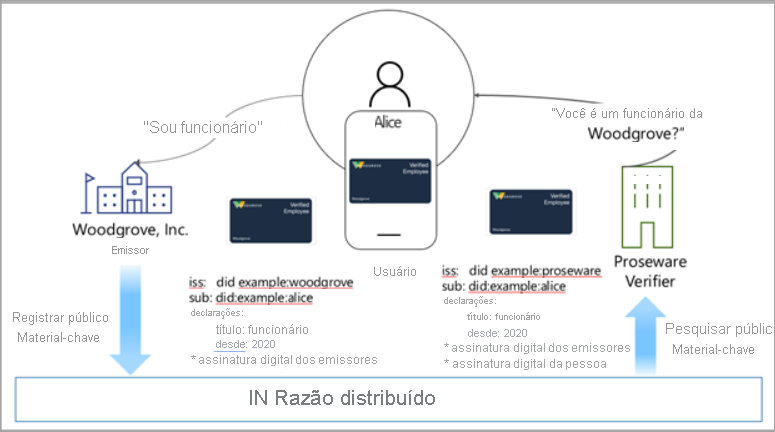 "Você é um funcionário da
Woodgrove?"
Alice
"Sou funcionário"
Verified
Employee
Woodgrove
Verified
Employee
Woodgrove
Verified
Employee
Woodgrove
Woodgrove, Inc.
Emissor
Usuário
Proseware
Verifier
iss: did example:woodgrove
sub: did:example:alice
declarações:
título: funcionário
desde: 2020
* assinatura digital dos emissores
iss: did example:proseware
sub: did:example:alice
declarações:
título: funcionário
desde: 2020
* assinatura digital dos emissores
* assinatura digital da pessoa
Registrar público
Material-chave
Pesquisar públic
Material-chave
IN Razão distribuído